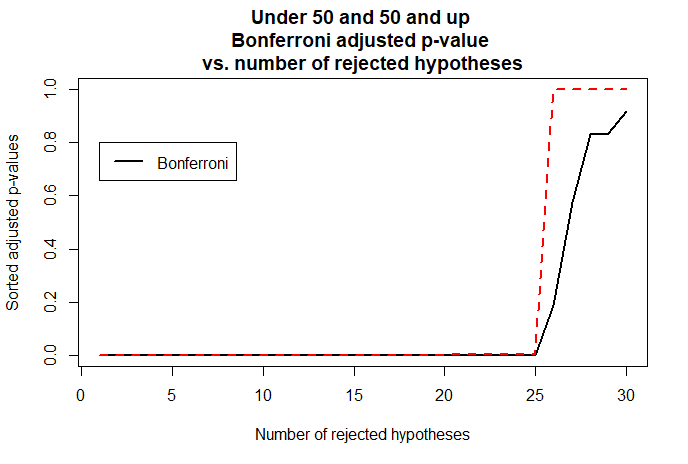 Under 50 and 50 and up
Bonferroni adjusted p-value
vs. number of rejected hypotheses
Sorted adjusted p-values
1.0
0.8
0.6
0.4
0.2
0.0
Bonferroni
0 5 10 15 20 25 30
Number of rejected hypotheses